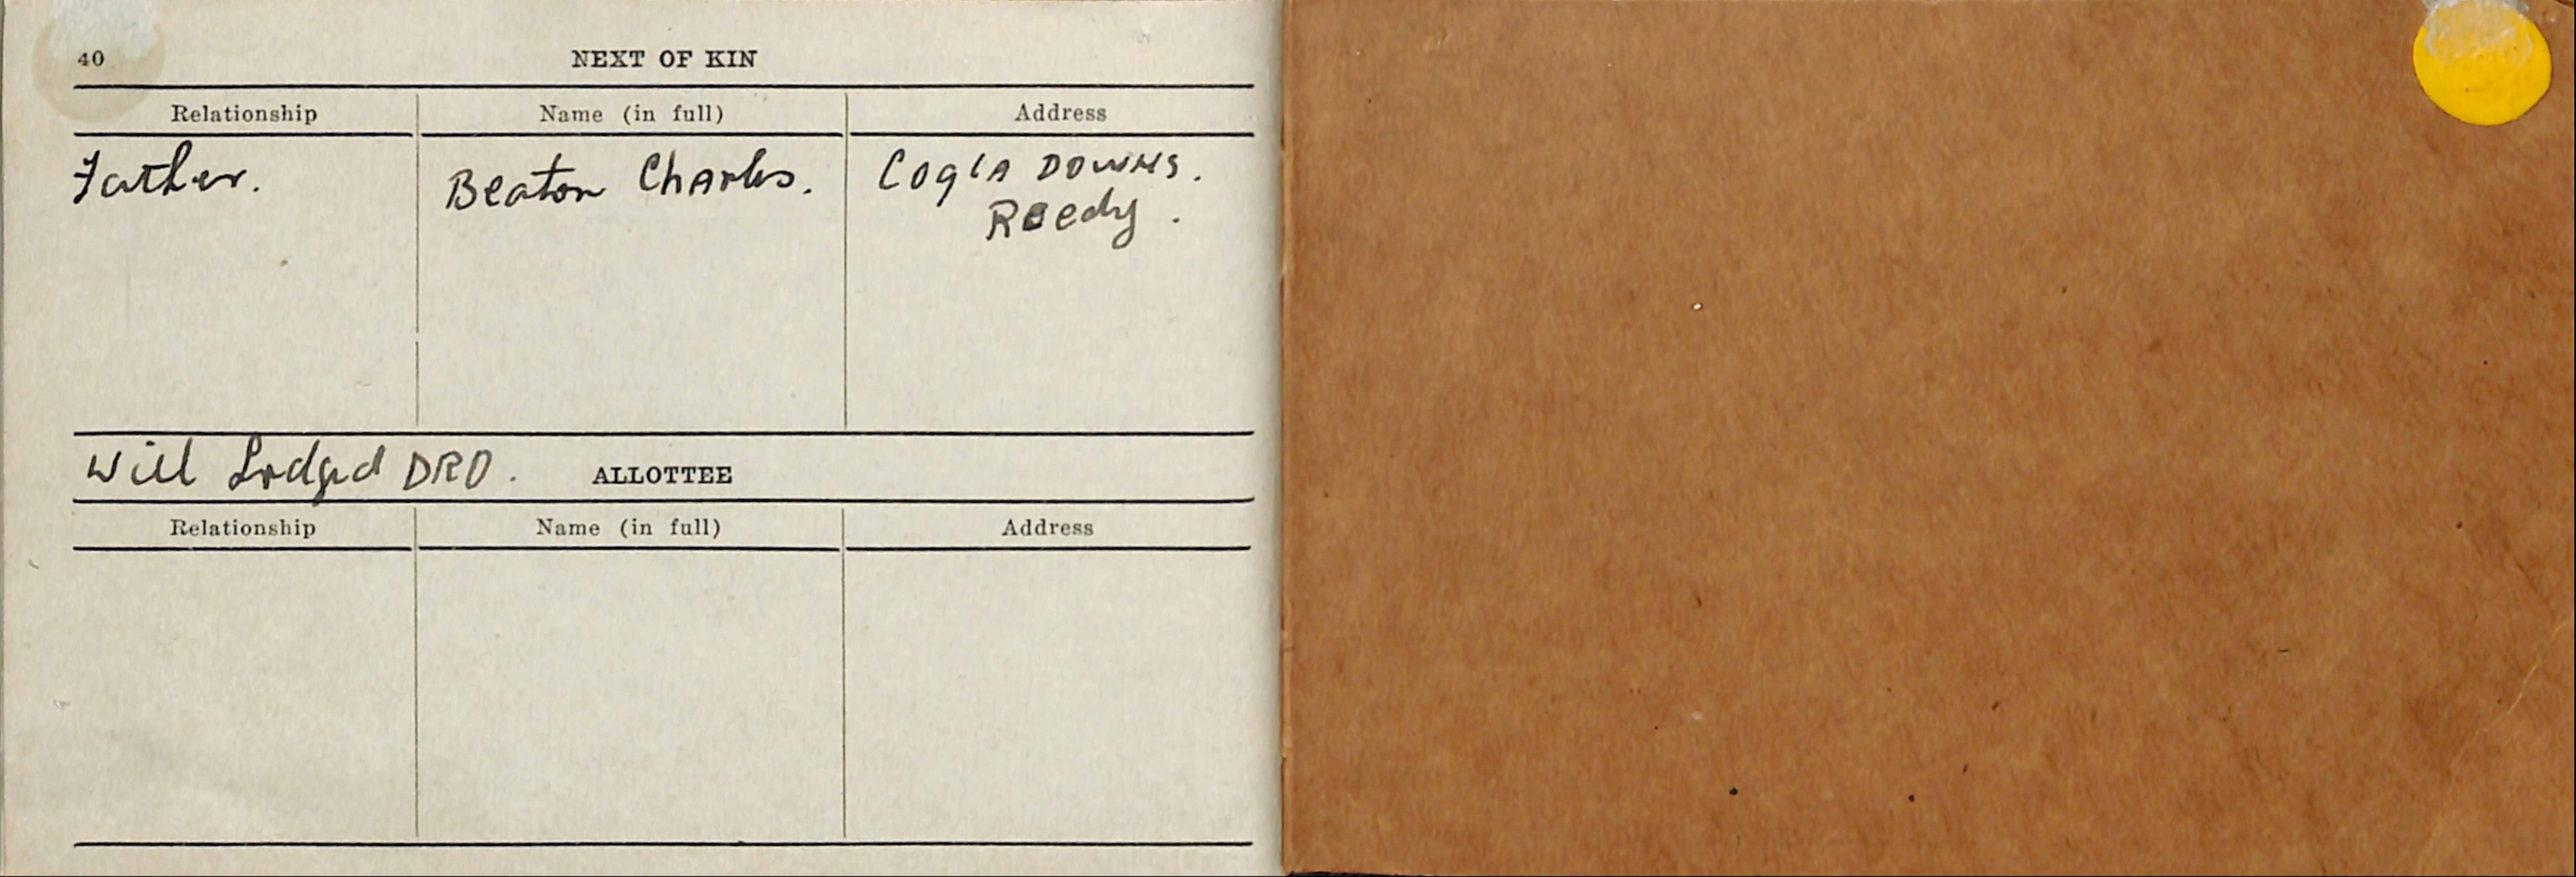 40 NEXT OF KIN
Relationship Name (in full) Address
Father. Beaton Charles. Cogla Downs.
Reedy.
Will Lodged DRO. ALLOTTEE
Relationship Name (in full) Address